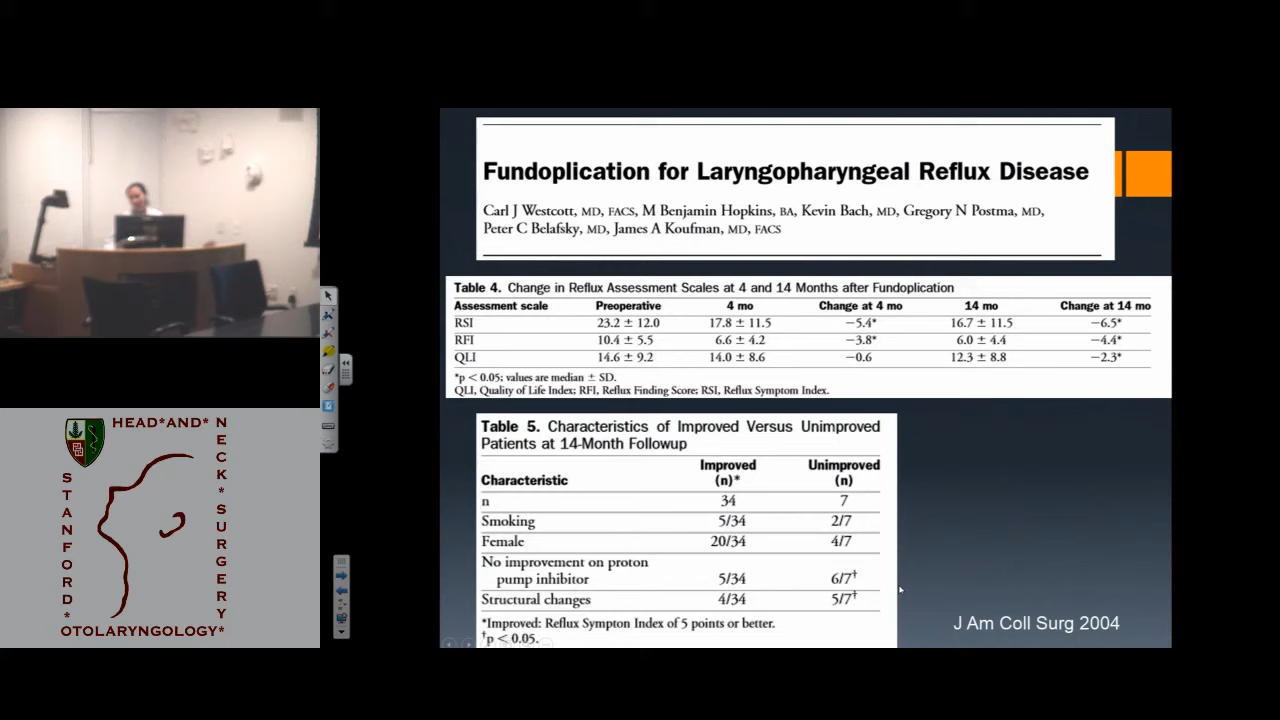 Fundoplication for Laryngopharyngeal Reflux Disease
Carl J Westcott, MD, FACS, M Benjamin Hopkins, BA, Kevin Bach, MD, Gregory N Postma, MD,
Peter C Belafsky, MD, James A Koufman, MD, FACS
Table 4. Change in Reflux Assessment Scales at 4 and 14 Months after Fundoplication
Assessment scale Preoperative 4 mo Change at 4 mo 14 mo Change at 14 mo
RSI 23.2 ± 12.0 17.8 ± 11.5 −5.4* 16.7 ± 11.5 −6.5*
RFI 10.4 ± 5.5 6.6 ± 4.2 −3.8* 6.0 ± 4.4 −4.4*
QLI 14.6 ± 9.2 14.0 ± 8.6 −0.6 12.3 ± 8.8 −2.3*
*p < 0.05; values are median ± SD.
QLI, Quality of Life Index; RFI, Reflux Finding Score; RSI, Reflux Symptom Index.
Table 5. Characteristics of Improved Versus Unimproved
Patients at 14-Month Followup
Improved Unimproved
Characteristic (n)* (n)
n 34 7
Smoking 5/34 2/7
Female 20/34 4/7
No improvement on proton
pump inhibitor 5/34 6/7†
Structural changes 4/34 5/7†
*Improved: Reflux Sympton Index of 5 points or better.
†p < 0.05.
J Am Coll Surg 2004
STANFORD*
HEAD*AND*
NECK*SURGERY*
OTOLARYNGOLOGY*